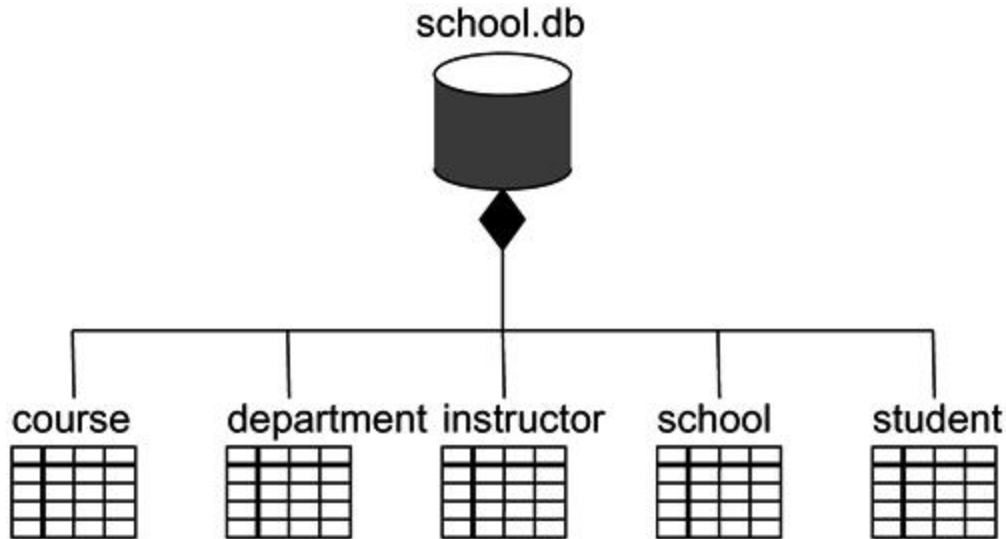 school.db
course
department
instructor
school
student